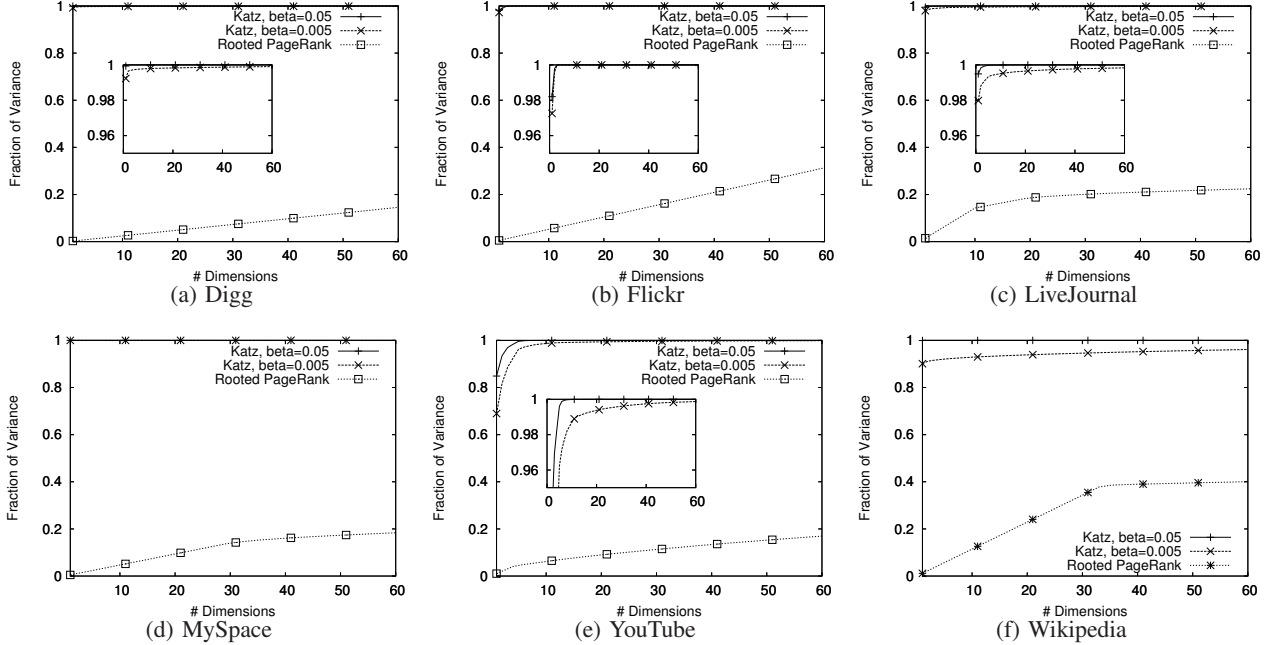 Fraction of Variance
1
0.8
0.6
0.4
0.2
0
Katz, beta=0.05
Katz, beta=0.005
Rooted PageRank
1
0.98
0.96
0 20 40 60
10 20 30 40 50 60
# Dimensions
(a) Digg
Fraction of Variance
1
0.8
0.6
0.4
0.2
0
Katz, beta=0.05
Katz, beta=0.005
Rooted PageRank
1
0.98
0.96
0 20 40 60
10 20 30 40 50 60
# Dimensions
(b) Flickr
Fraction of Variance
1
0.8
0.6
0.4
0.2
0
Katz, beta=0.05
Katz, beta=0.005
Rooted PageRank
1
0.98
0.96
0 20 40 60
10 20 30 40 50 60
# Dimensions
(c) LiveJournal
Fraction of Variance
1
0.8
0.6
0.4
0.2
0
Katz, beta=0.05
Katz, beta=0.005
Rooted PageRank
10 20 30 40 50 60
# Dimensions
(d) MySpace
Fraction of Variance
1
0.8
0.6
0.4
0.2
0
Katz, beta=0.05
Katz, beta=0.005
Rooted PageRank
1
0.98
0.96
0 20 40 60
10 20 30 40 50 60
# Dimensions
(e) YouTube
Fraction of Variance
1
0.8
0.6
0.4
0.2
0
Katz, beta=0.05
Katz, beta=0.005
Rooted PageRank
10 20 30 40 50 60
# Dimensions
(f) Wikipedia